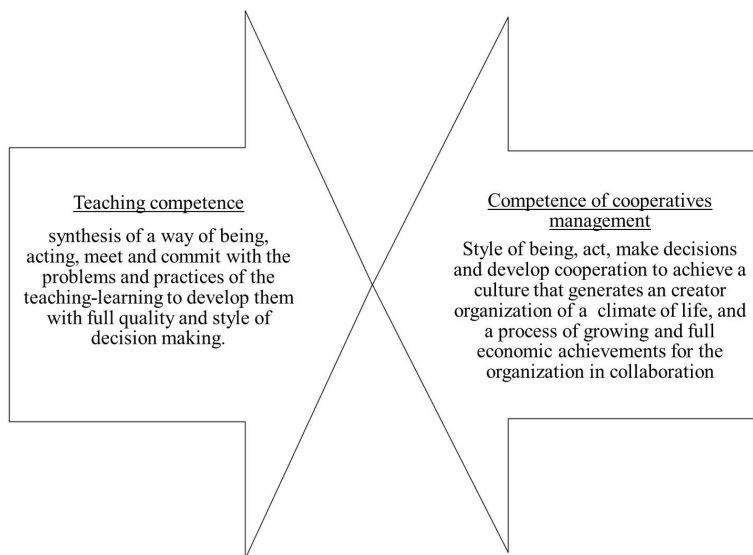 Teaching competence
synthesis of a way of being,
acting, meet and commit with the
problems and practices of the
teaching-learning to develop them
with full quality and style of
decision making.
Competence of cooperatives
management
Style of being, act, make decisions
and develop cooperation to achieve a
culture that generates an creator
organization of a climate of life, and
a process of growing and full
economic achievements for the
organization in collaboration